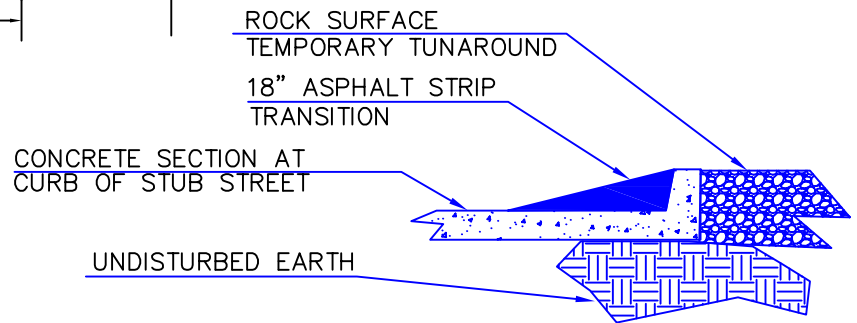 ROCK SURFACE
TEMPORARY TUNAROUND
18" ASPHALT STRIP
TRANSITION
CONCRETE SECTION AT
CURB OF STUB STREET
UNDISTURBED EARTH